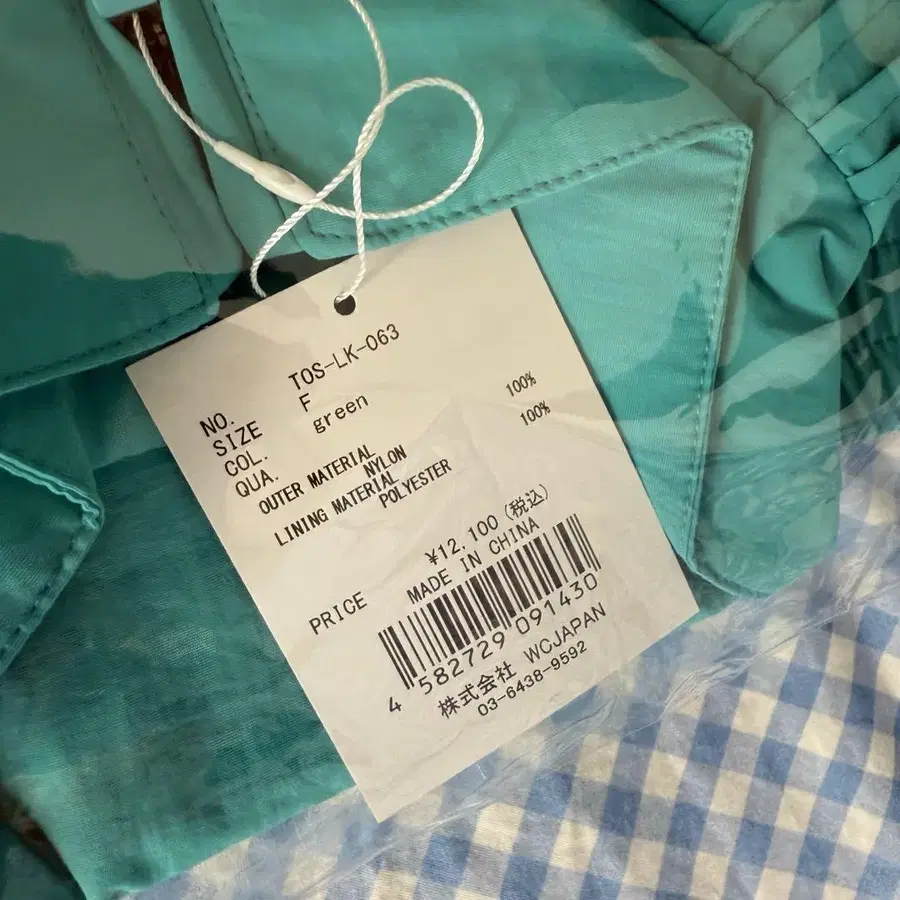 NO. TOS-LK-063
SIZE F
COL. green
QUA.
OUTER MATERIAL
NYLON 100%
LINING MATERIAL
POLYESTER 100%
PRICE ¥12,100(税込)
MADE IN CHINA
4 582729 091430
株式会社 WCJAPAN
03-6438-9592